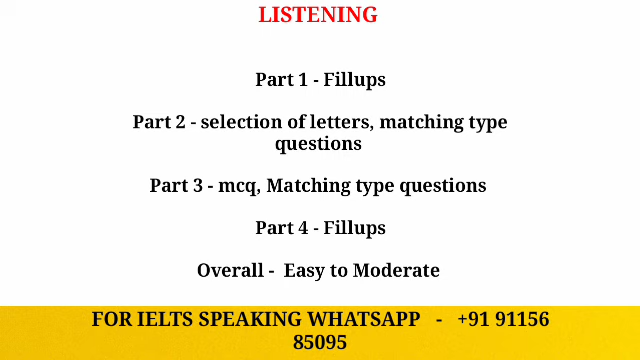 LISTENING
Part 1 - Fillups
Part 2 - selection of letters, matching type
questions
Part 3 - mcq, Matching type questions
Part 4 - Fillups
Overall - Easy to Moderate
FOR IELTS SPEAKING WHATSAPP - +91 91156
85095